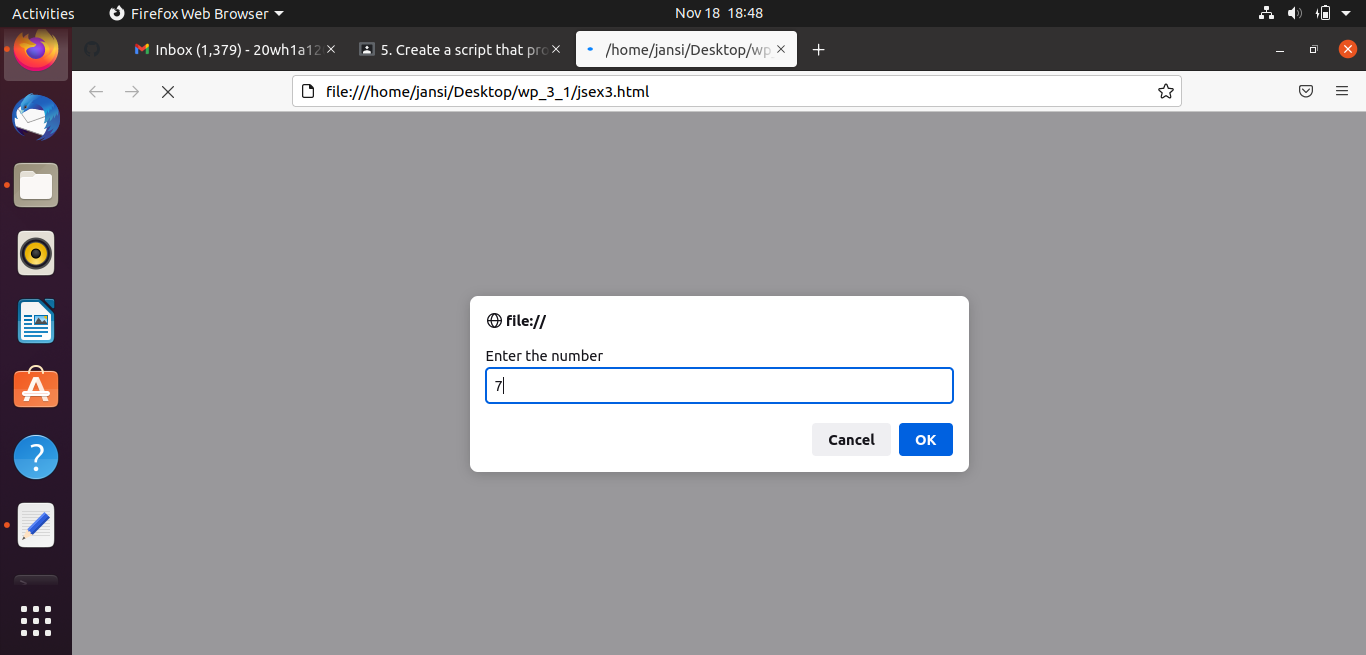 Activities
Firefox Web Browser
Nov 18 18:48
Inbox (1,379) - 20wh1a12
5. Create a script that pro
/home/jansi/Desktop/wp_
file:///home/jansi/Desktop/wp_3_1/jsex3.html
file://
Enter the number
7
Cancel
OK